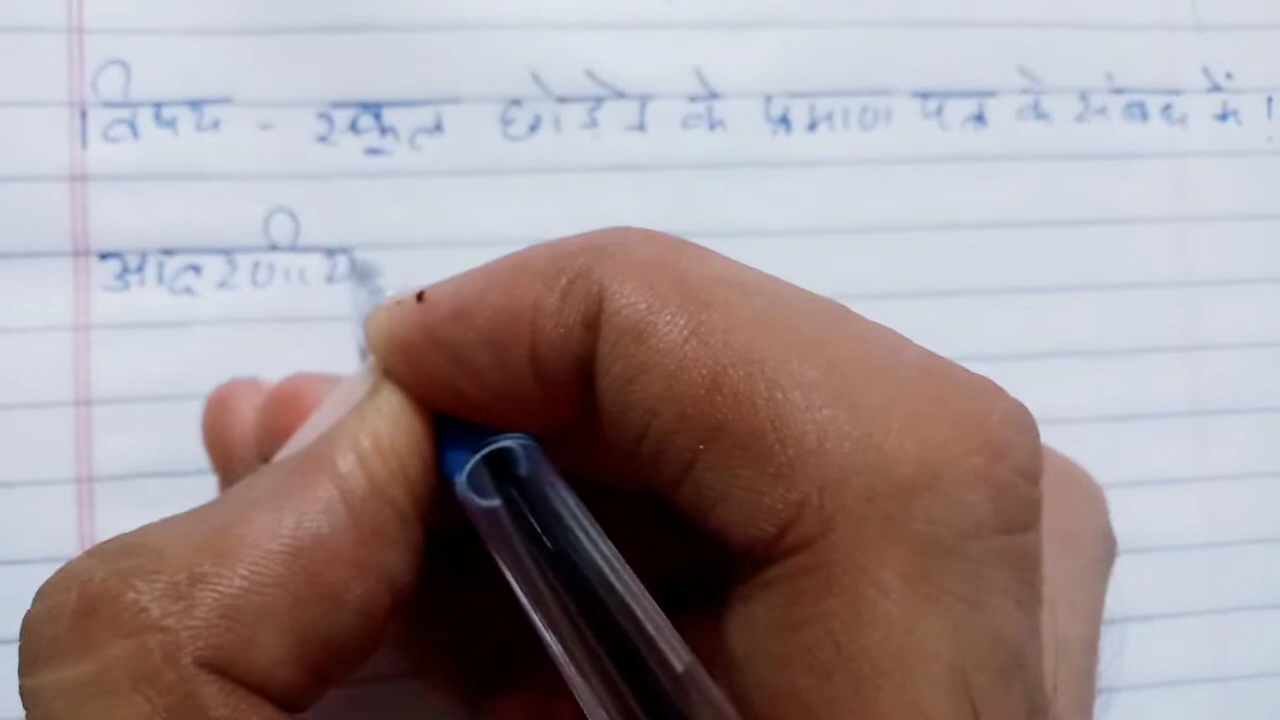 विषय - स्कूल छोड़ने के प्रमाण पत्र के संबंध में।
आदरणीय